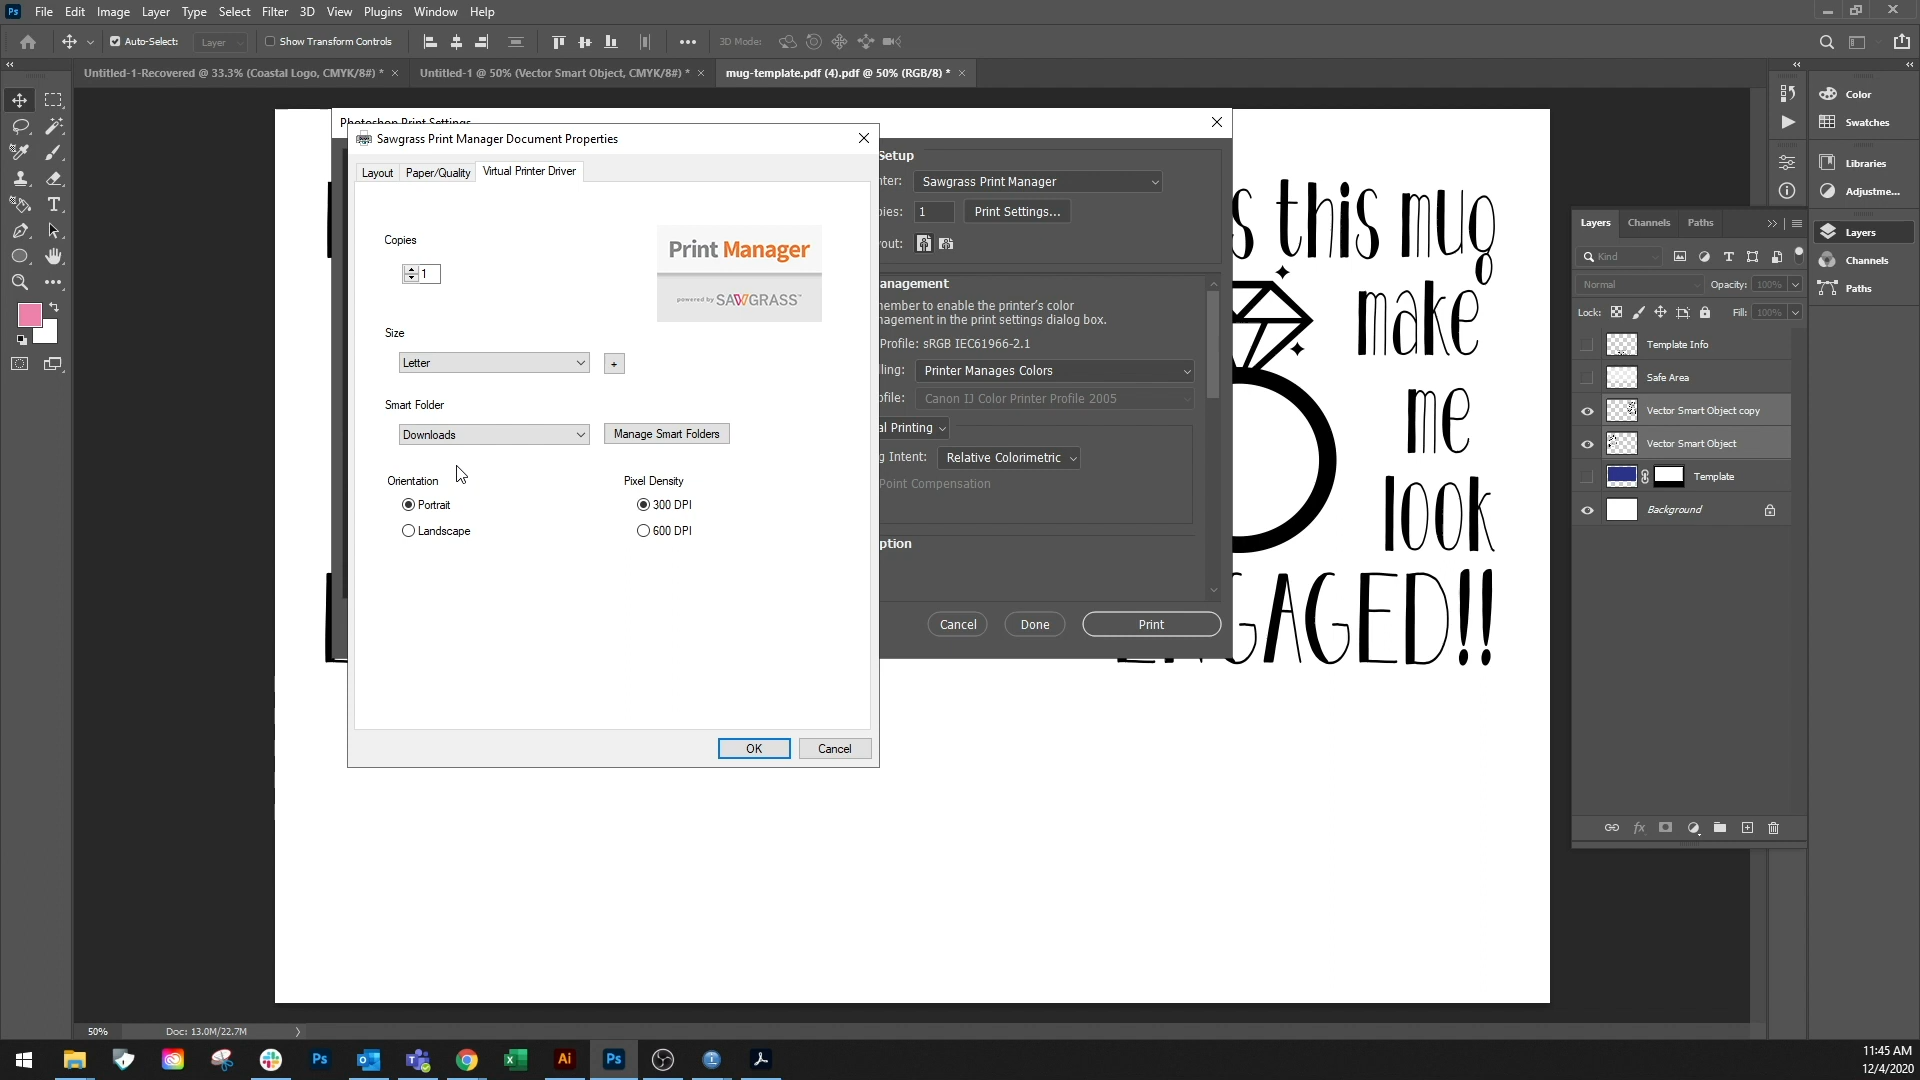 Ps File Edit Image Layer Type Select Filter 3D View Plugins Window Help
Auto-Select: Layer Show Transform Controls 3D Mode:
Untitled-1-Recovered @ 33.3% (Coastal Logo, CMYK/8#) * Untitled-1 @ 50% (Vector Smart Object, CMYK/8#) * mug-template.pdf (4).pdf @ 50% (RGB/8) *
Photoshop Print Settings
Sawgrass Print Manager Document Properties
Layout Paper/Quality Virtual Printer Driver
Copies
1
Print Manager
powered by SAWGRASS
Size
Letter
+
Smart Folder
Downloads
Manage Smart Folders
Orientation
Portrait
Landscape
Pixel Density
300 DPI
600 DPI
OK Cancel
Setup
nter: Sawgrass Print Manager
pies: 1 Print Settings...
out:
anagement
member to enable the printer's color
nagement in the print settings dialog box.
Profile: sRGB IEC61966-2.1
ling: Printer Manages Colors
ofile: Canon IJ Color Printer Profile 2005
al Printing
g Intent: Relative Colorimetric
Point Compensation
ption
Cancel Done Print
s this mug
make
me
look
GAGED!!
Color
Swatches
Libraries
Adjustme...
Layers
Channels
Paths
Layers Channels Paths
Kind
Normal Opacity: 100%
Lock: Fill: 100%
Template Info
Safe Area
Vector Smart Object copy
Vector Smart Object
Template
Background
fx
50% Doc: 13.0M/22.7M
Ps Ai Ps
11:45 AM
12/4/2020